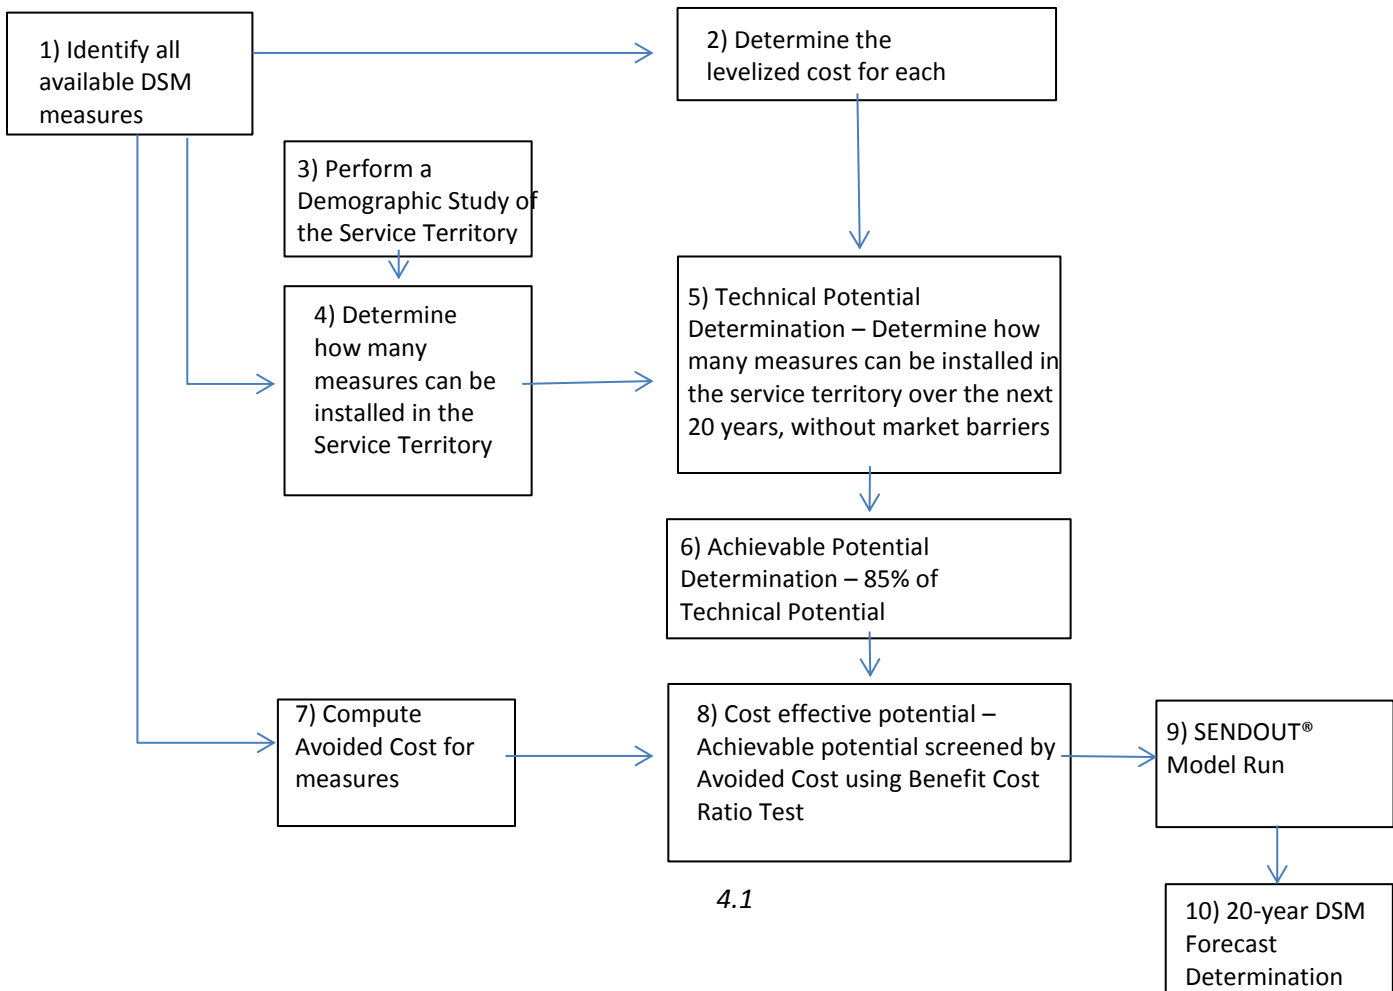 1) Identify all
available DSM
measures
2) Determine the
levelized cost for each
3) Perform a
Demographic Study of
the Service Territory
4) Determine
how many
measures can be
installed in the
Service Territory
5) Technical Potential
Determination – Determine how
many measures can be installed in
the service territory over the next
20 years, without market barriers
6) Achievable Potential
Determination – 85% of
Technical Potential
7) Compute
Avoided Cost for
measures
8) Cost effective potential –
Achievable potential screened by
Avoided Cost using Benefit Cost
Ratio Test
9) SENDOUT®
Model Run
10) 20-year DSM
Forecast
Determination
4.1